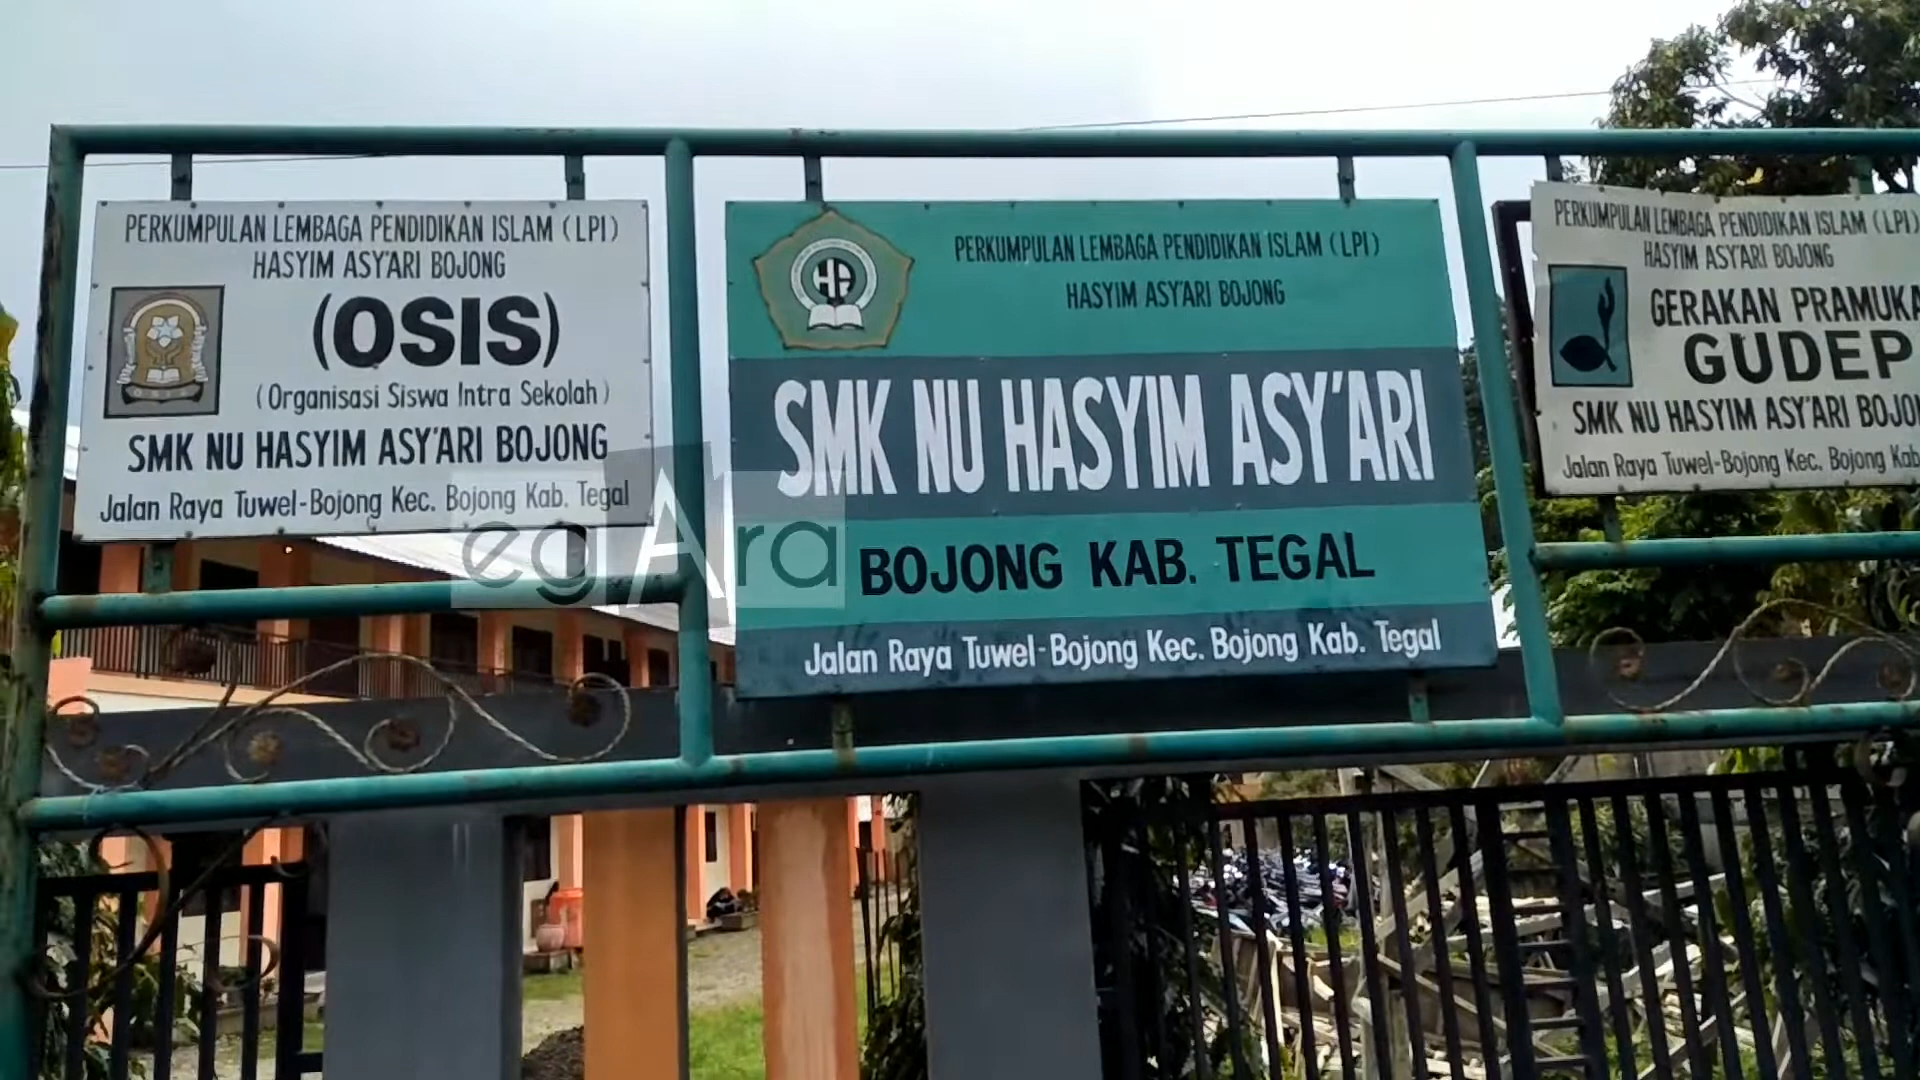 PERKUMPULAN LEMBAGA PENDIDIKAN ISLAM (LPI)
HASYIM ASY'ARI BOJONG
(OSIS)
(Organisasi Siswa Intra Sekolah)
SMK NU HASYIM ASY'ARI BOJONG
Jalan Raya Tuwel-Bojong Kec. Bojong Kab. Tegal
OSIS
PERKUMPULAN LEMBAGA PENDIDIKAN ISLAM (LPI)
HASYIM ASY'ARI BOJONG
HA
SMK NU HASYIM ASY'ARI
BOJONG KAB. TEGAL
Jalan Raya Tuwel-Bojong Kec. Bojong Kab. Tegal
PERKUMPULAN LEMBAGA PENDIDIKAN ISLAM (LPI)
HASYIM ASY'ARI BOJONG
GERAKAN PRAMUKA
GUDEP
SMK NU HASYIM ASY'ARI BOJO
Jalan Raya Tuwel-Bojong Kec. Bojong Kab
egAra